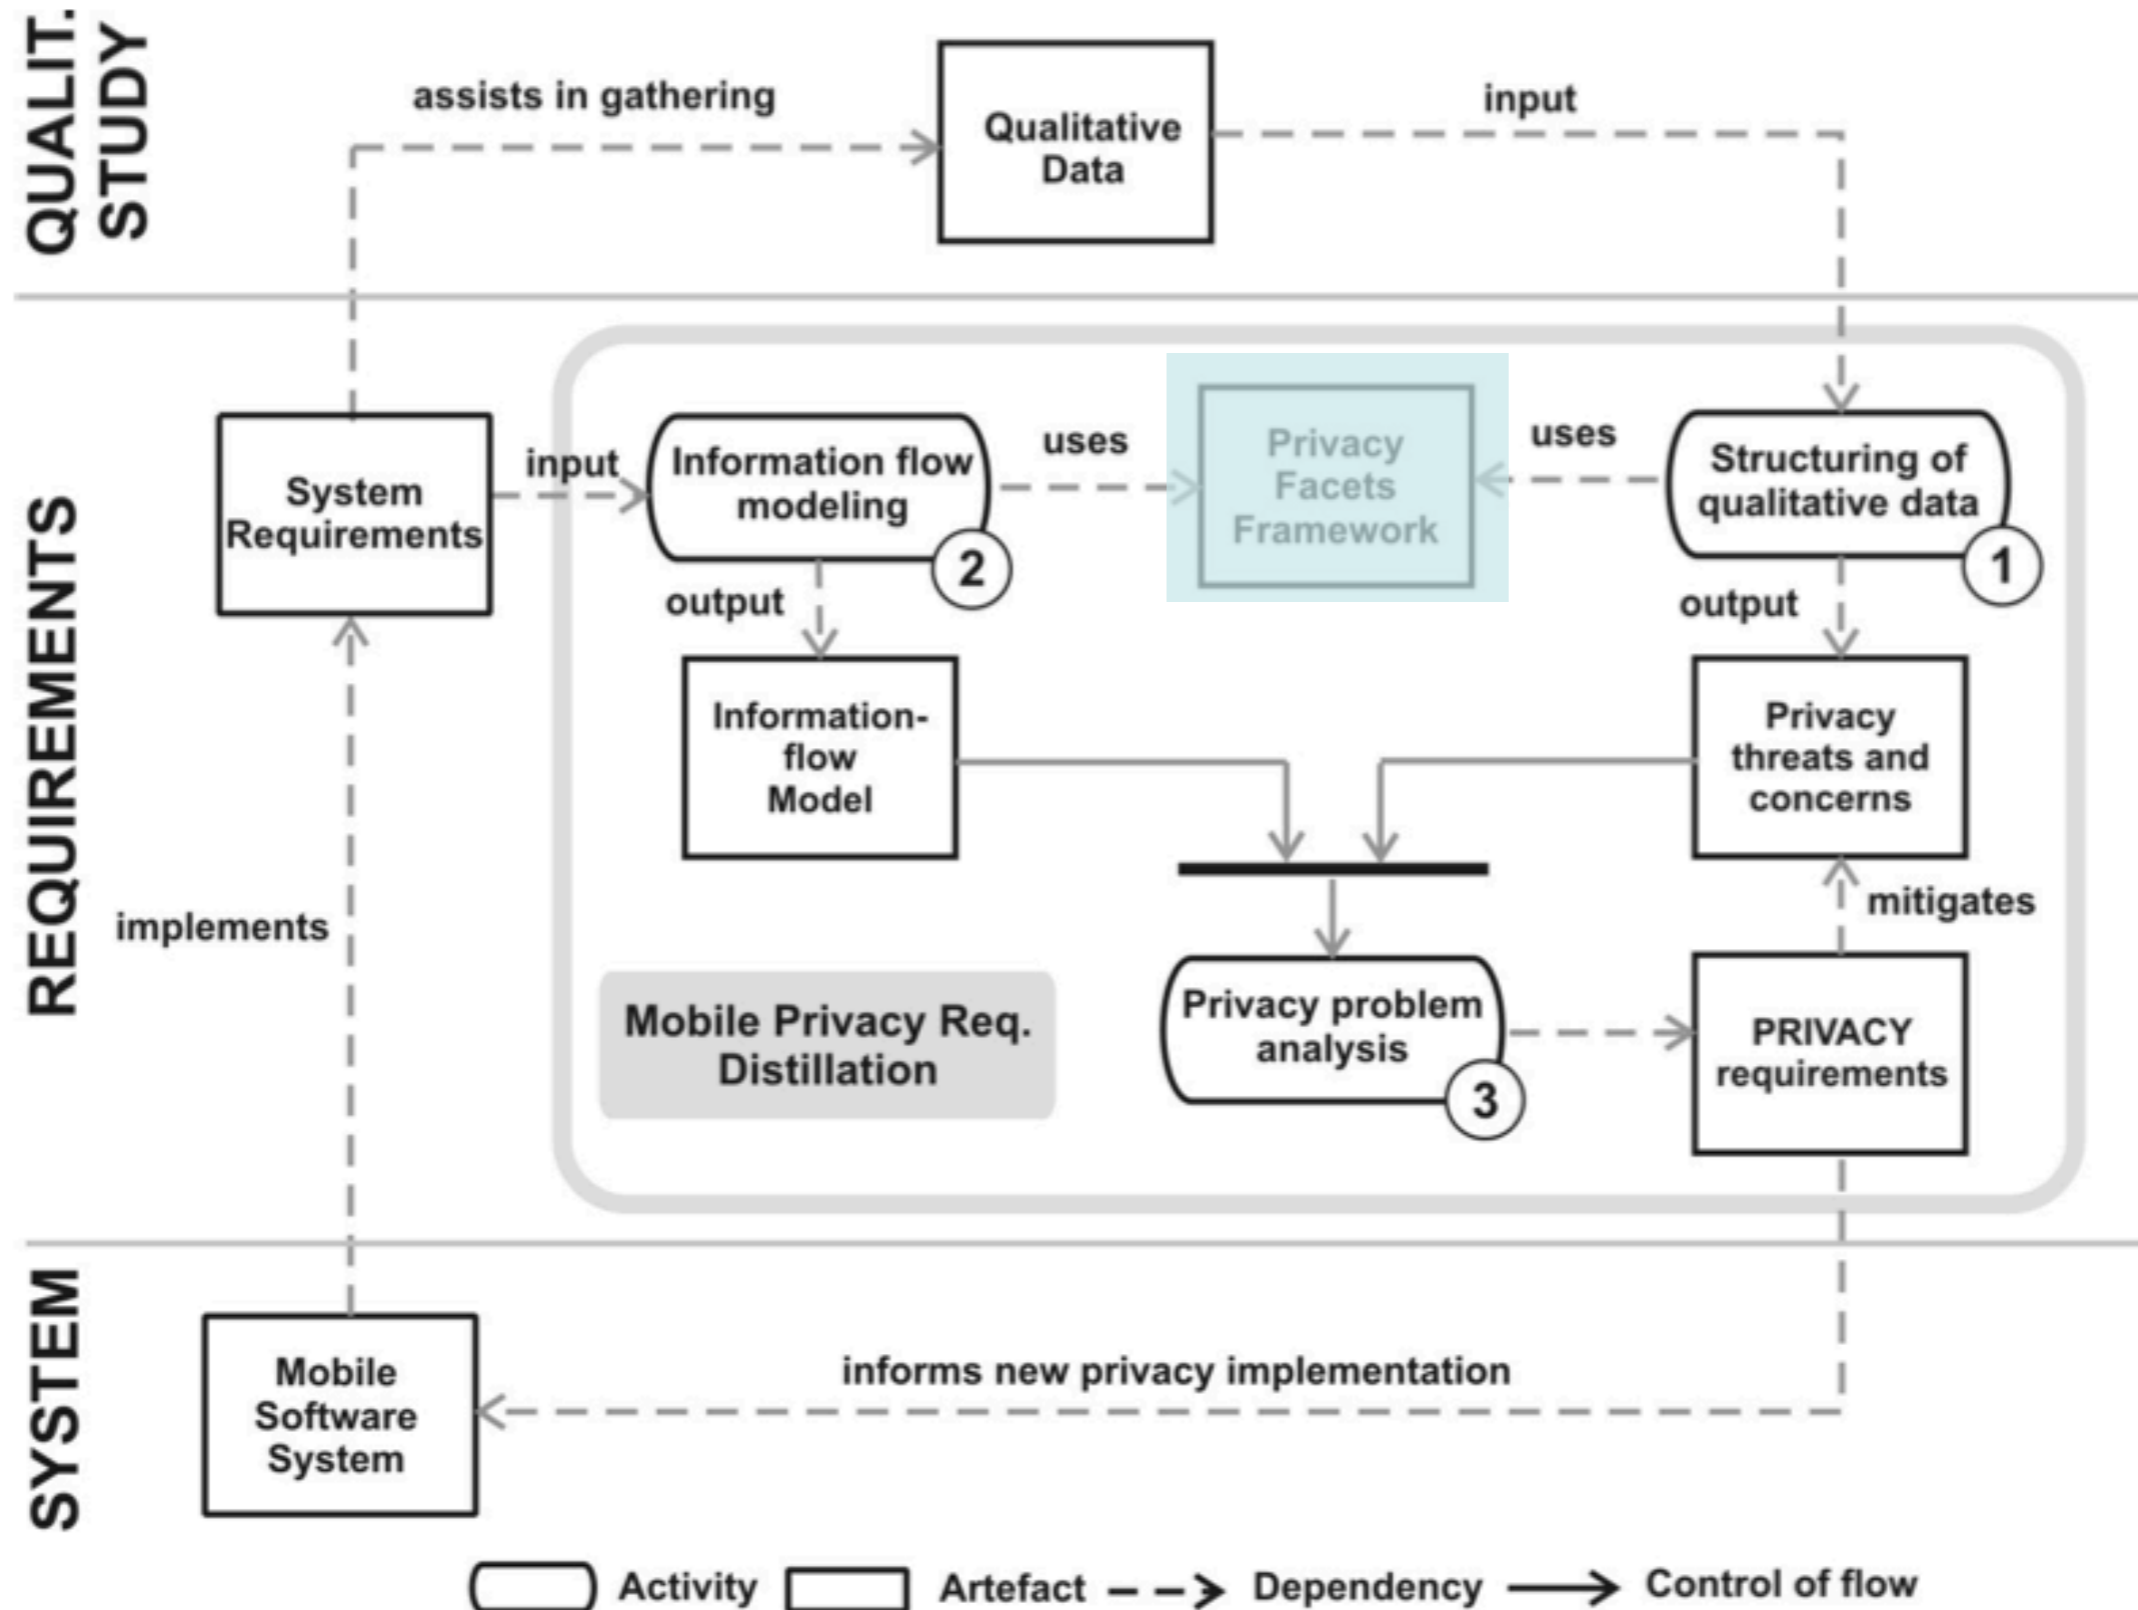 QUALIT.
STUDY
assists in gathering
Qualitative
Data
input
REQUIREMENTS
System
Requirements
input
Information flow
modeling
2
uses
Privacy
Facets
Framework
uses
Structuring of
qualitative data
1
output
output
Information-
flow
Model
Privacy
threats and
concerns
mitigates
implements
Mobile Privacy Req.
Distillation
Privacy problem
analysis
3
PRIVACY
requirements
SYSTEM
Mobile
Software
System
informs new privacy implementation
Activity
Artefact
Dependency
Control of flow